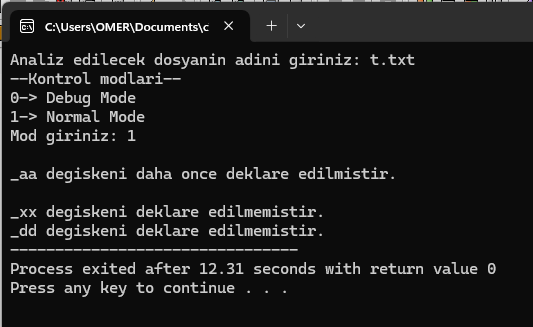 C:\Users\OMER\Documents\c
Analiz edilecek dosyanin adini giriniz: t.txt
--Kontrol modlari--
0-> Debug Mode
1-> Normal Mode
Mod giriniz: 1
_aa degiskeni daha once deklare edilmistir.
_xx degiskeni deklare edilmemistir.
_dd degiskeni deklare edilmemistir.
--------------------------------
Process exited after 12.31 seconds with return value 0
Press any key to continue . . .